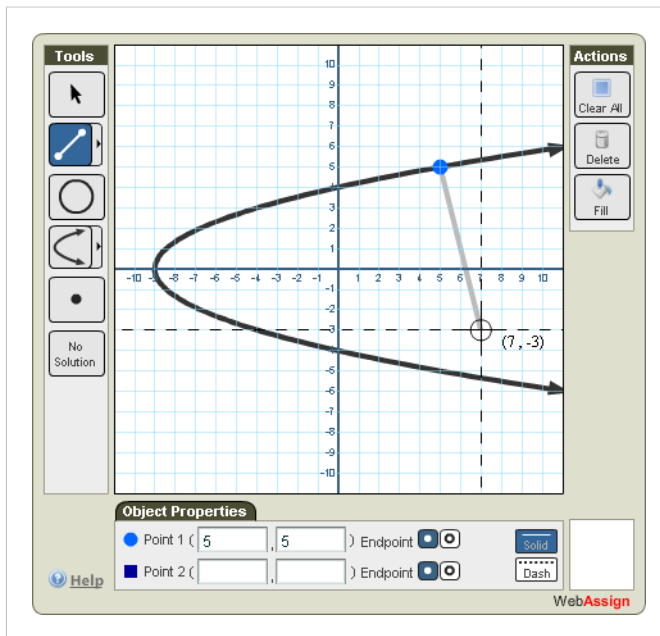 Tools
Actions
Clear All
Delete
Fill
No
Solution
10
9
8
7
6
5
4
3
2
1
-10 -9 -8 -7 -6 -5 -4 -3 -2 -1 1 2 3 4 5 6 7 8 9 10
-1
-2
-3
-4
-5
-6
-7
-8
-9
-10
(7 , -3)
Object Properties
Point 1 ( 5 , 5 ) Endpoint Solid
Point 2 ( , ) Endpoint Dash
? Help
WebAssign